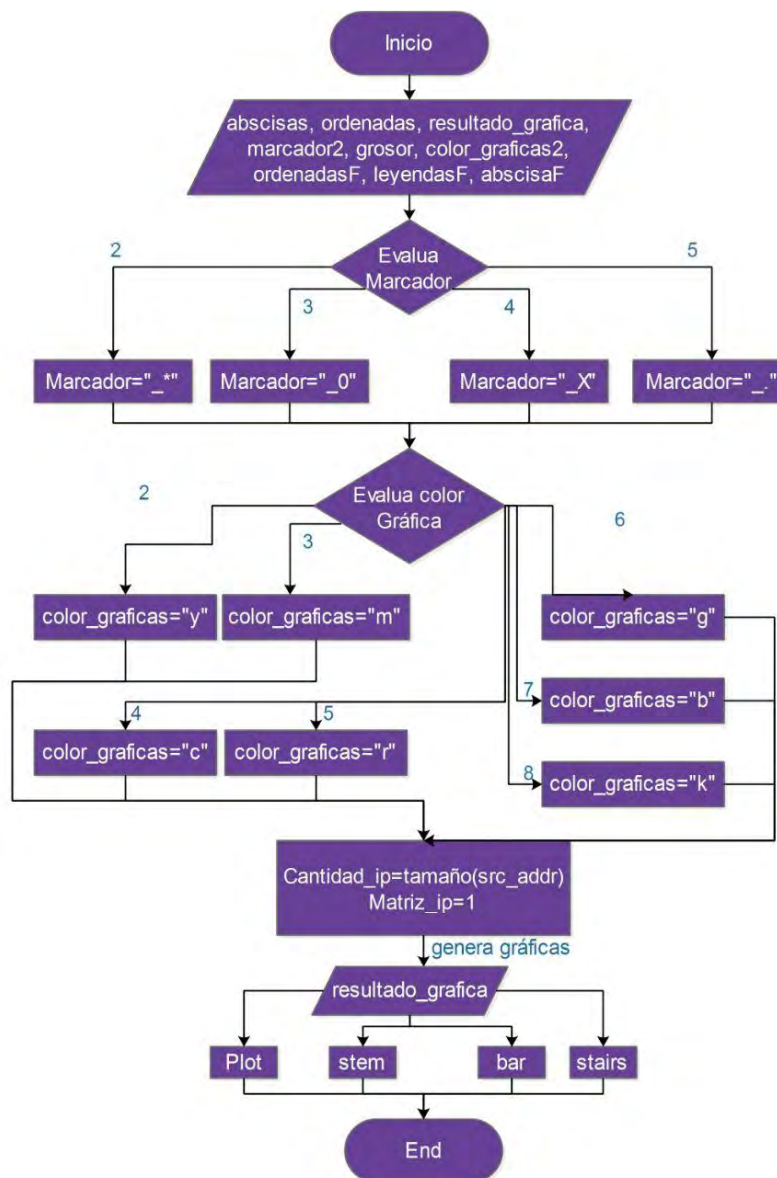 Inicio
abscisas, ordenadas, resultado_grafica,
marcador2, grosor, color_graficas2,
ordenadasF, leyendasF, abscisaF
2
Evalua
Marcador
5
3
4
Marcador="_*"
Marcador="_0"
Marcador="_X"
Marcador="_."
2
Evalua color
Gráfica
6
3
color_graficas="y"
color_graficas="m"
color_graficas="g"
7
color_graficas="b"
4
5
color_graficas="c"
color_graficas="r"
8
color_graficas="k"
Cantidad_ip=tamaño(src_addr)
Matriz_ip=1
genera gráficas
resultado_grafica
Plot
stem
bar
stairs
End